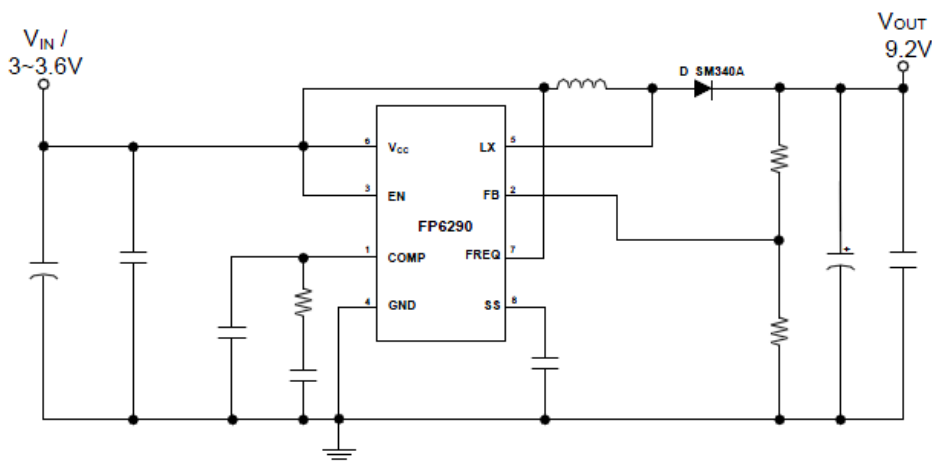 VIN /
3~3.6V
VOUT
9.2V
D SM340A
6
VCC
LX
5
3
EN
FB
2
FP6290
1
COMP
FREQ
7
4
GND
SS
8
+